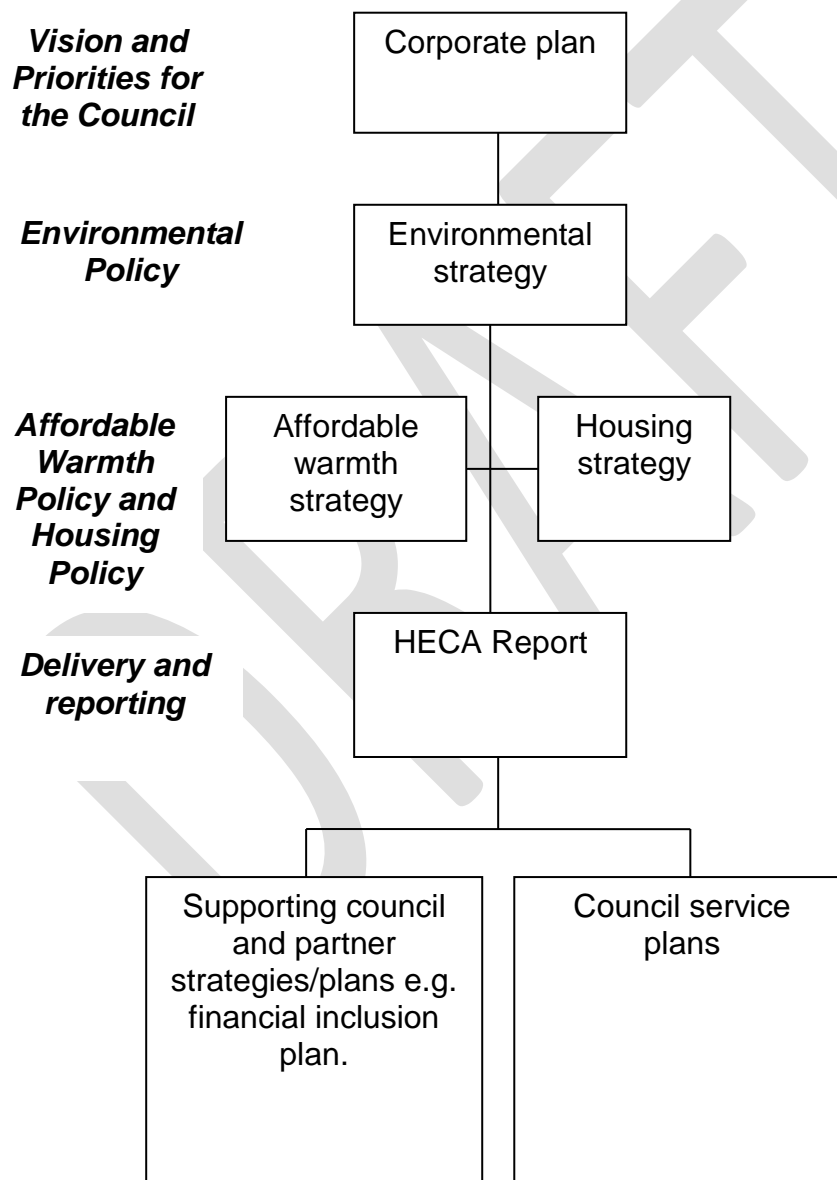 Vision and
Priorities for
the Council
Corporate plan
Environmental
Policy
Environmental
strategy
Affordable
Warmth
Policy and
Housing
Policy
Affordable
warmth
strategy
Housing
strategy
Delivery and
reporting
HECA Report
Supporting council
and partner
strategies/plans e.g.
financial inclusion
plan.
Council service
plans
DRAFT